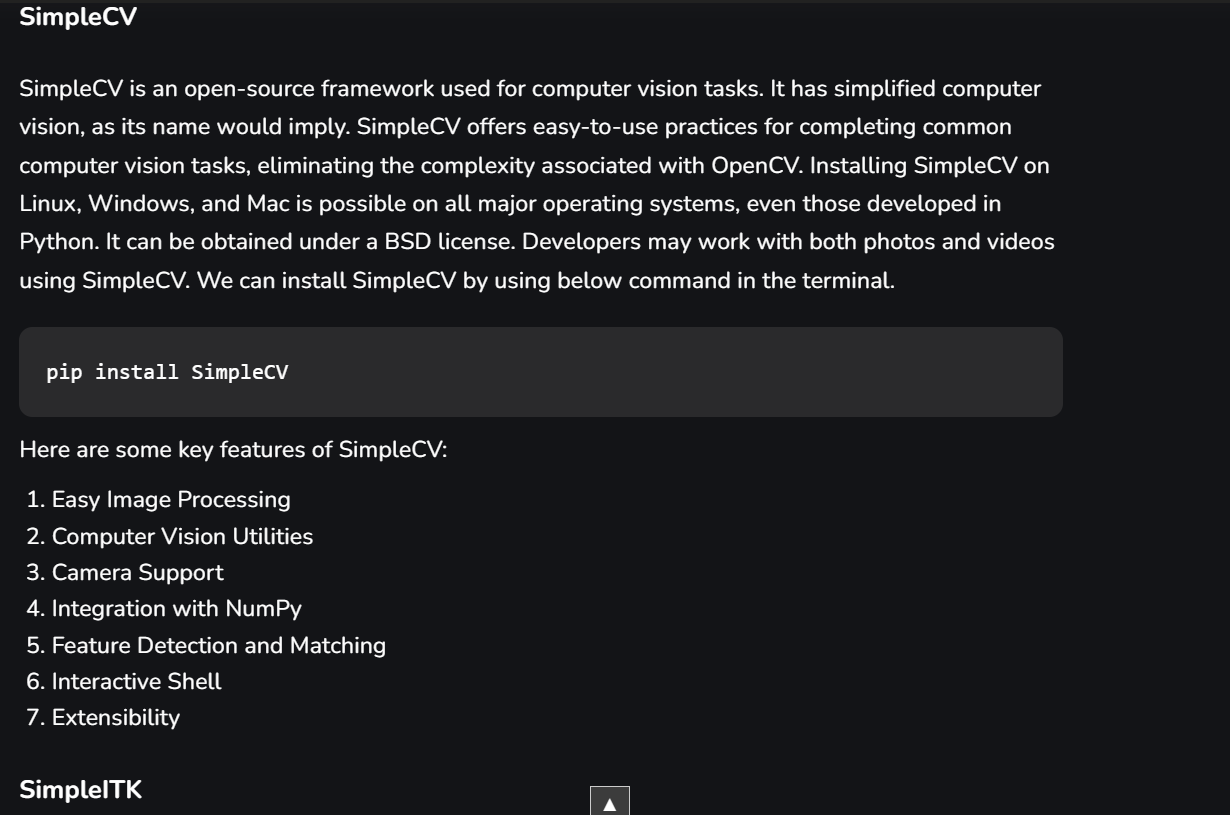 SimpleCV
SimpleCV is an open-source framework used for computer vision tasks. It has simplified computer
vision, as its name would imply. SimpleCV offers easy-to-use practices for completing common
computer vision tasks, eliminating the complexity associated with OpenCV. Installing SimpleCV on
Linux, Windows, and Mac is possible on all major operating systems, even those developed in
Python. It can be obtained under a BSD license. Developers may work with both photos and videos
using SimpleCV. We can install SimpleCV by using below command in the terminal.
pip install SimpleCV
Here are some key features of SimpleCV:
1. Easy Image Processing
2. Computer Vision Utilities
3. Camera Support
4. Integration with NumPy
5. Feature Detection and Matching
6. Interactive Shell
7. Extensibility
SimpleITK